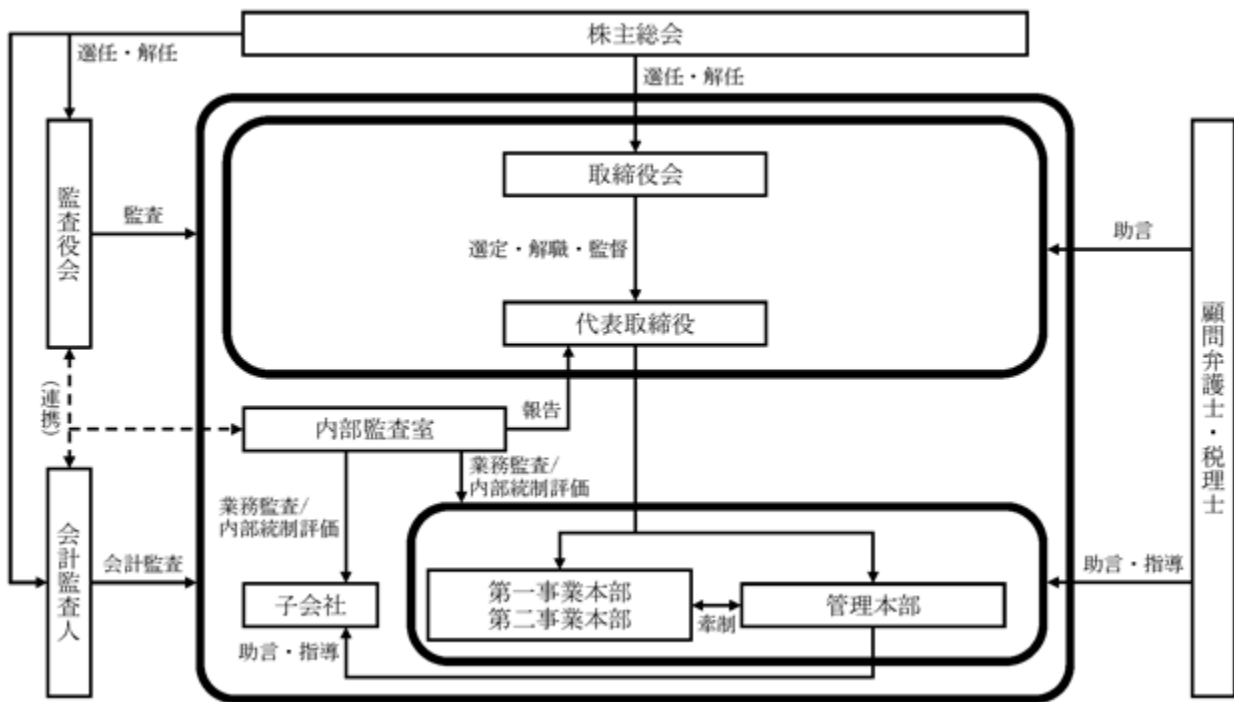 株主総会
選任・解任
選任・解任
取締役会
監査役会
監査
選定・解職・監督
助言
代表取締役
顧問弁護士・税理士
(連携)
報告
内部監査室
業務監査/
内部統制評価
業務監査/
内部統制評価
会計監査人
会計監査
子会社
第一事業本部
第二事業本部
牽制
管理本部
助言・指導
助言・指導